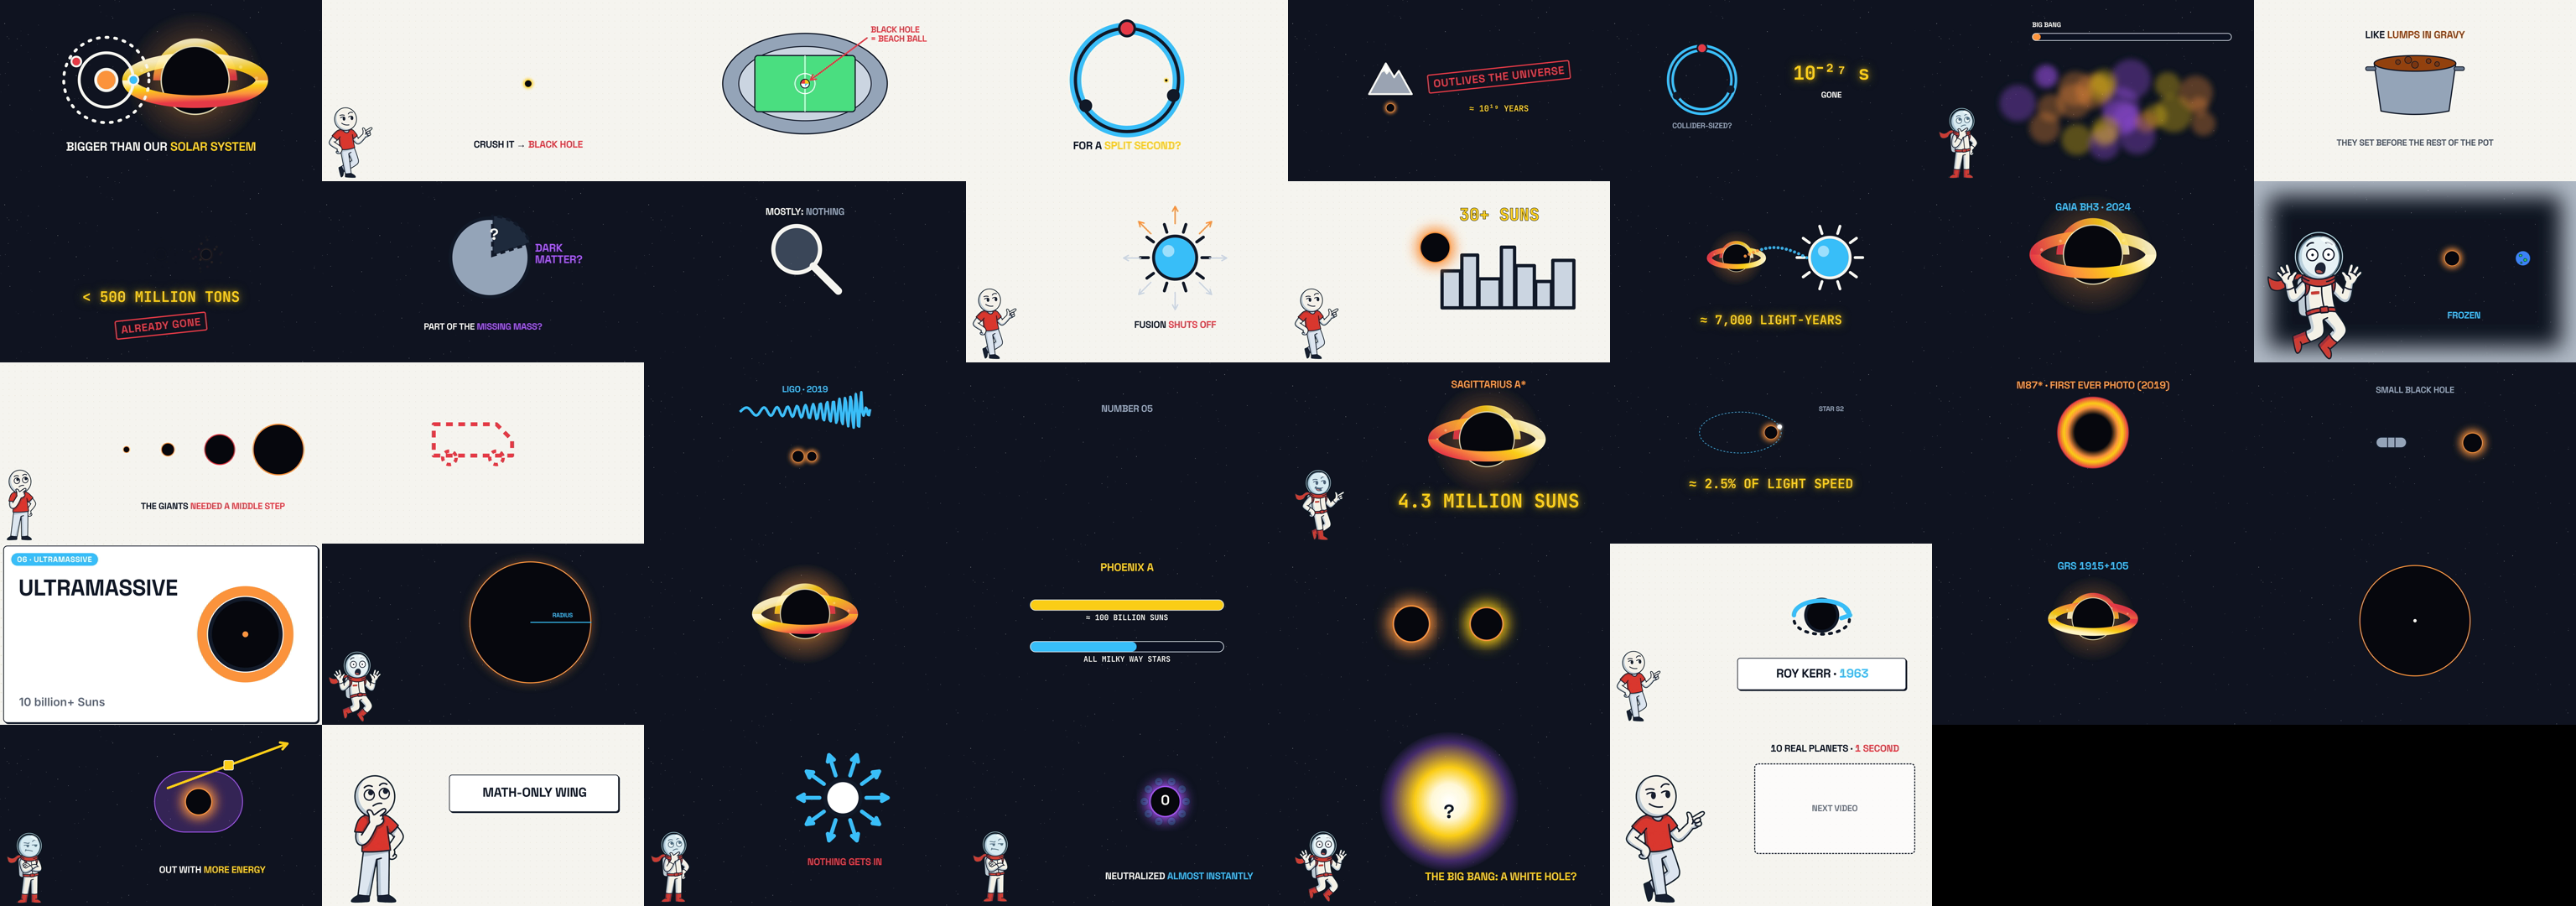 BIGGER THAN OUR SOLAR SYSTEM
CRUSH IT → BLACK HOLE
BLACK HOLE
= BEACH BALL
FOR A SPLIT SECOND?
OUTLIVES THE UNIVERSE
≈ 10¹⁰ YEARS
COLLIDER-SIZED?
10⁻²⁷ s
GONE
BIG BANG
LIKE LUMPS IN GRAVY
THEY SET BEFORE THE REST OF THE POT
< 500 MILLION TONS
ALREADY GONE
?
DARK
MATTER?
PART OF THE MISSING MASS?
MOSTLY: NOTHING
FUSION SHUTS OFF
30+ SUNS
≈ 7,000 LIGHT-YEARS
GAIA BH3 · 2024
FROZEN
THE GIANTS NEEDED A MIDDLE STEP
LIGO · 2019
NUMBER 05
SAGITTARIUS A*
4.3 MILLION SUNS
STAR S2
≈ 2.5% OF LIGHT SPEED
M87* · FIRST EVER PHOTO (2019)
SMALL BLACK HOLE
06 · ULTRAMASSIVE
ULTRAMASSIVE
10 billion+ Suns
RADIUS
PHOENIX A
≈ 100 BILLION SUNS
ALL MILKY WAY STARS
ROY KERR · 1963
GRS 1915+105
OUT WITH MORE ENERGY
MATH-ONLY WING
NOTHING GETS IN
0
NEUTRALIZED ALMOST INSTANTLY
?
THE BIG BANG: A WHITE HOLE?
10 REAL PLANETS · 1 SECOND
NEXT VIDEO